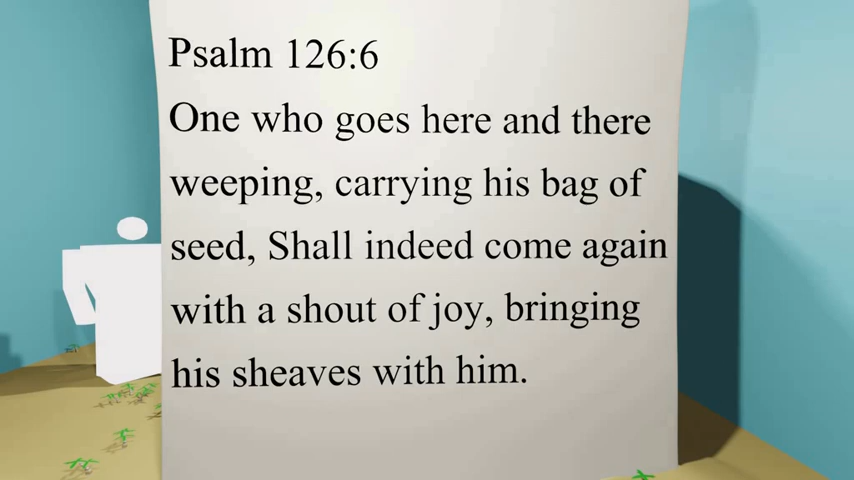 Psalm 126:6
One who goes here and there
weeping, carrying his bag of
seed, Shall indeed come again
with a shout of joy, bringing
his sheaves with him.